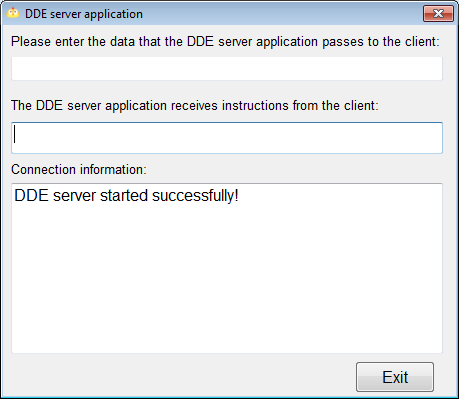 DDE server application
Please enter the data that the DDE server application passes to the client:
The DDE server application receives instructions from the client:
Connection information:
DDE server started successfully!
Exit